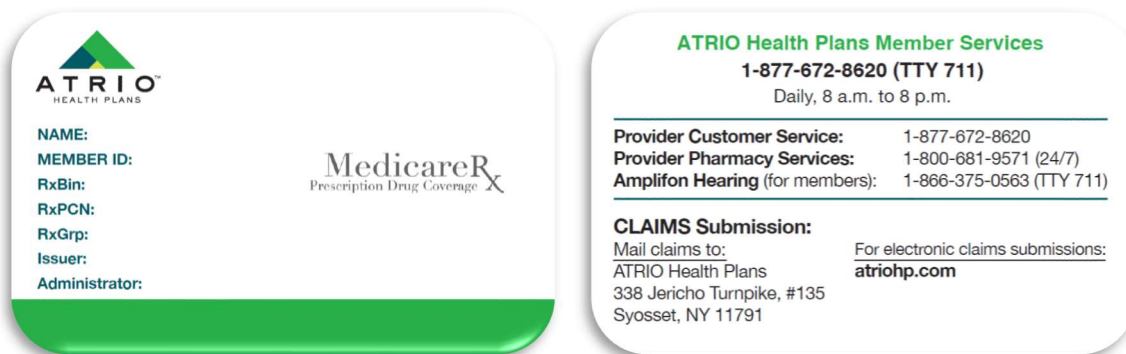 ATRIO™
HEALTH PLANS
NAME:
MEMBER ID:
RxBin:
RxPCN:
RxGrp:
Issuer:
Administrator:
MedicareRx
Prescription Drug Coverage
ATRIO Health Plans Member Services
1-877-672-8620 (TTY 711)
Daily, 8 a.m. to 8 p.m.
Provider Customer Service: 1-877-672-8620
Provider Pharmacy Services: 1-800-681-9571 (24/7)
Amplifon Hearing (for members): 1-866-375-0563 (TTY 711)
CLAIMS Submission:
Mail claims to:
ATRIO Health Plans
338 Jericho Turnpike, #135
Syosset, NY 11791
For electronic claims submissions:
atriohp.com